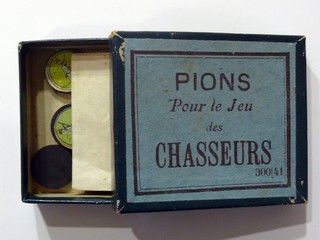 PIONS
Pour le Jeu
des
CHASSEURS
300|41